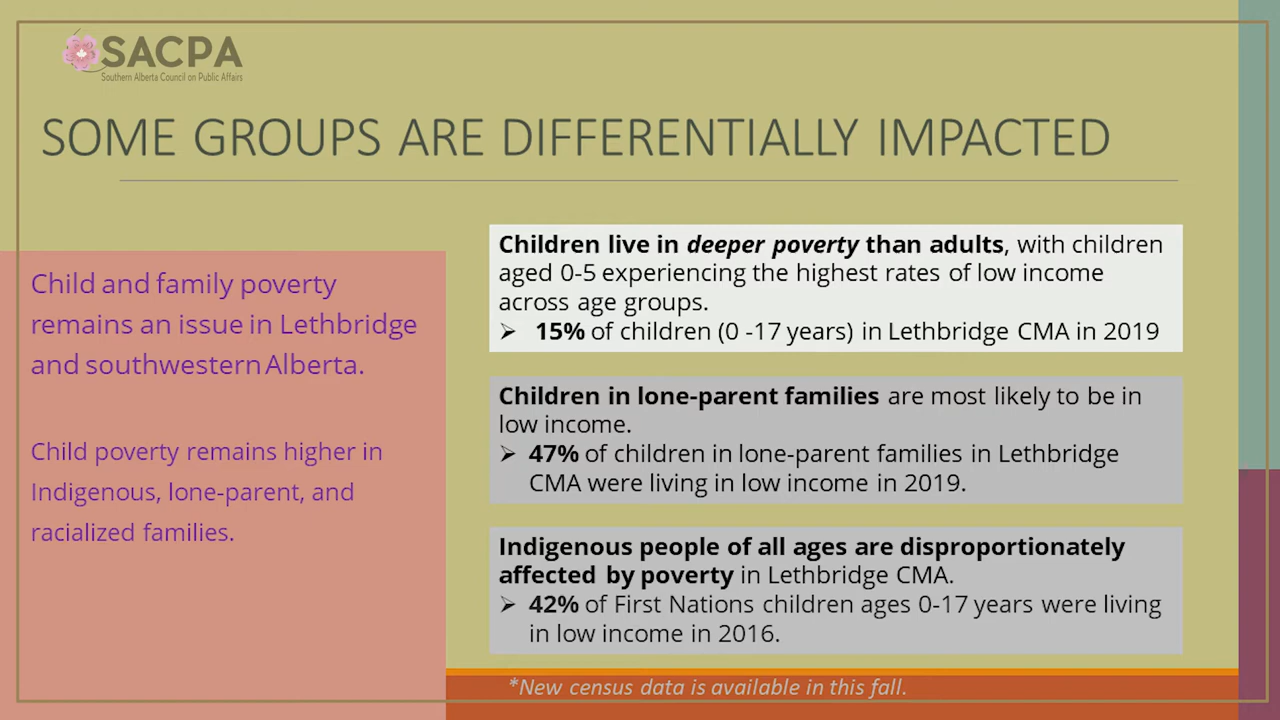 SACPA
Southern Alberta Council on Public Affairs
SOME GROUPS ARE DIFFERENTIALLY IMPACTED
Child and family poverty
remains an issue in Lethbridge
and southwestern Alberta.
Child poverty remains higher in
Indigenous, lone-parent, and
racialized families.
Children live in deeper poverty than adults, with children
aged 0-5 experiencing the highest rates of low income
across age groups.
➢ 15% of children (0 -17 years) in Lethbridge CMA in 2019
Children in lone-parent families are most likely to be in
low income.
➢ 47% of children in lone-parent families in Lethbridge
CMA were living in low income in 2019.
Indigenous people of all ages are disproportionately
affected by poverty in Lethbridge CMA.
➢ 42% of First Nations children ages 0-17 years were living
in low income in 2016.
*New census data is available in this fall.